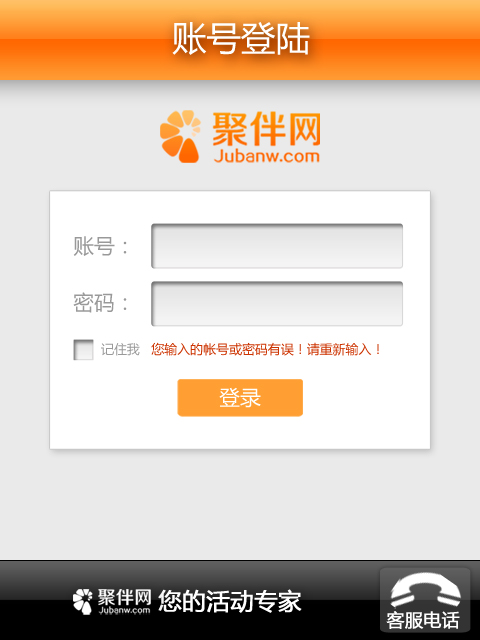 账号登陆
聚伴网
Jubanw.com
账号：
密码：
记住我 您输入的帐号或密码有误！请重新输入！
登录
聚伴网
Jubanw.com
您的活动专家
客服电话